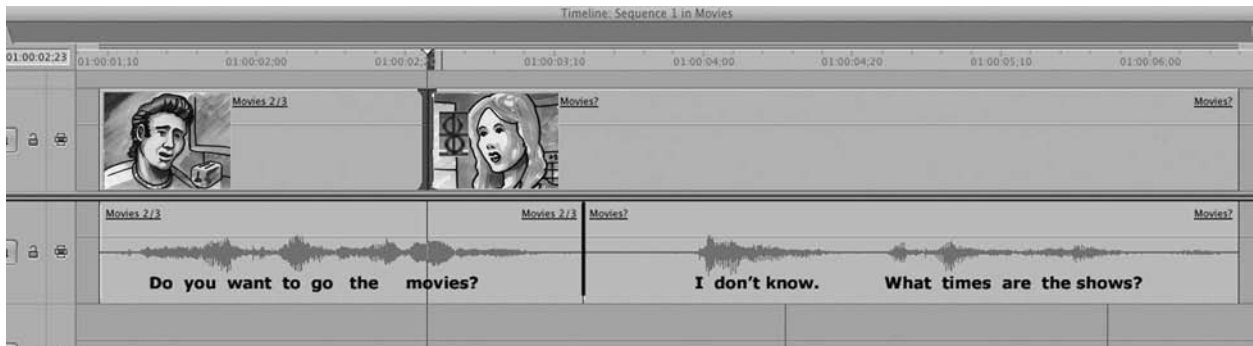 Timeline: Sequence 1 in Movies
01:00:02;23 01:00:01;10 01:00:02;00 01:00:03;10 01:00:04;00 01:00:04;20 01:00:05;10 01:00:06;00
Movies 2/3 Movies? Movies?
Movies 2/3 Movies 2/3 Movies? Movies?
Do you want to go the movies? I don't know. What times are the shows?